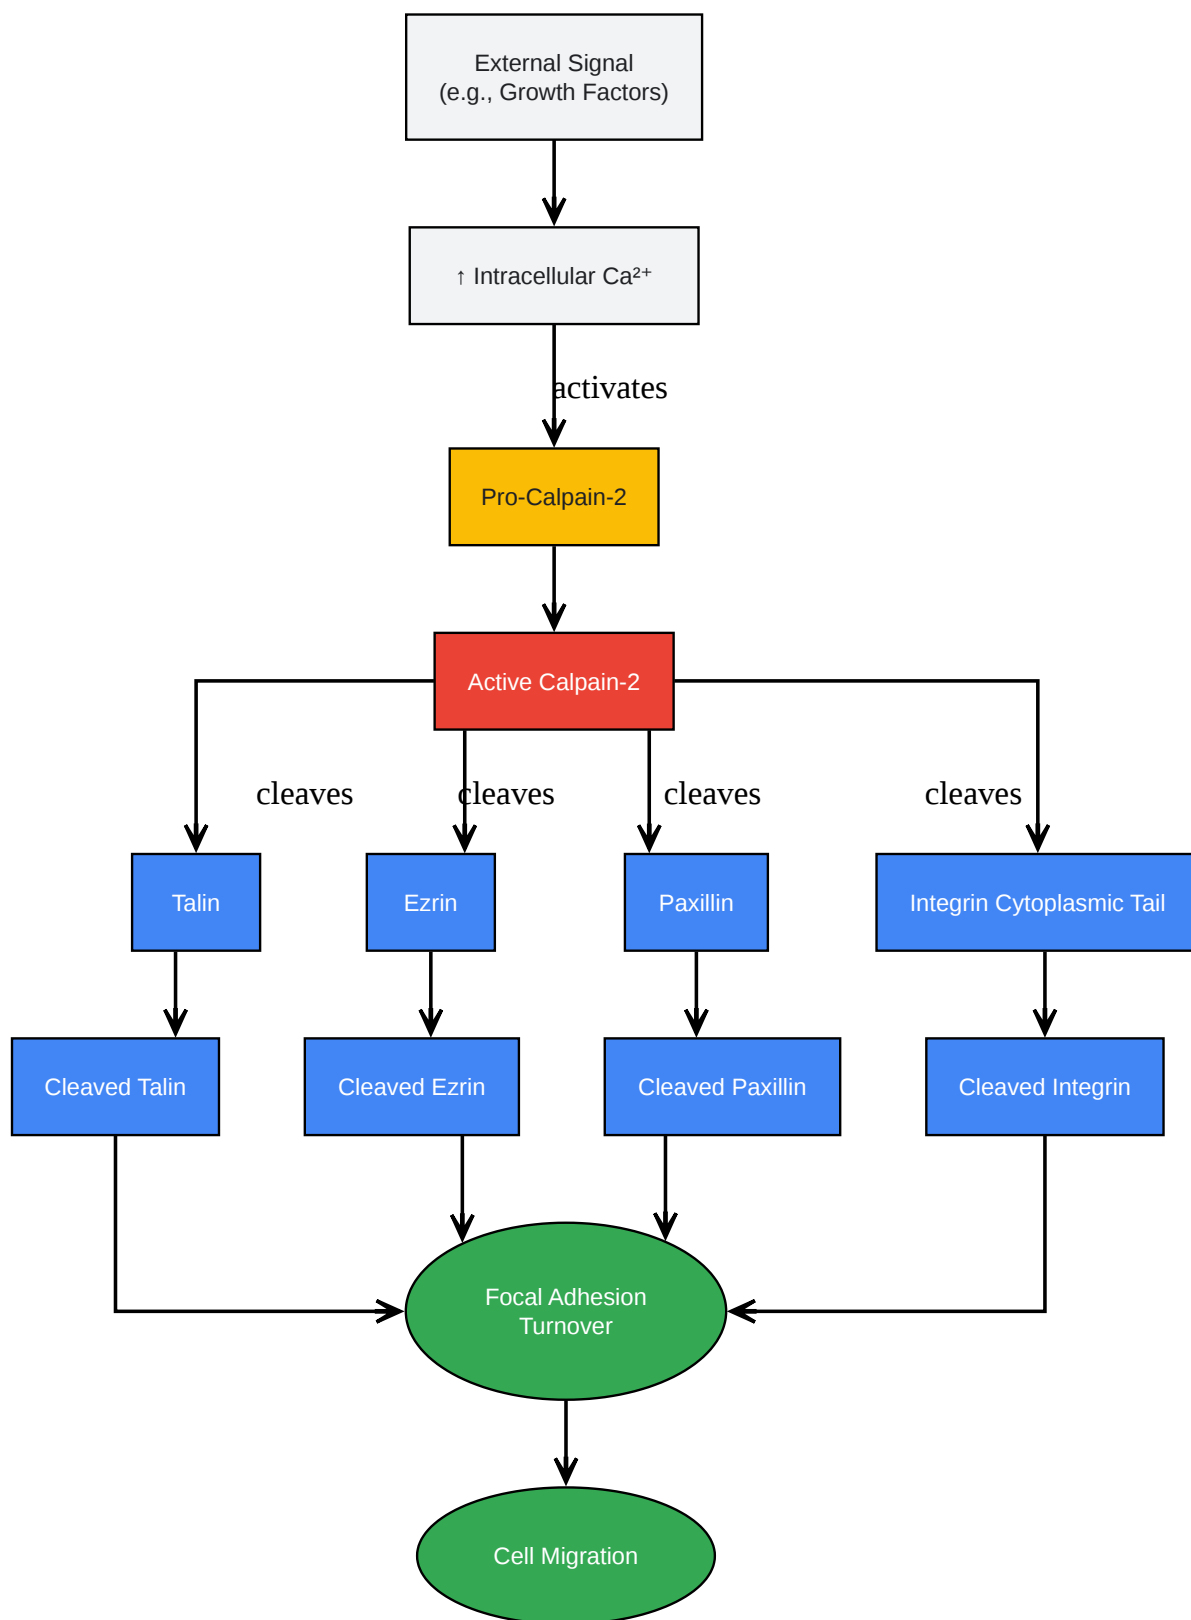 External Signal
(e.g., Growth Factors)
↑ Intracellular Ca²⁺
activates
Pro-Calpain-2
Active Calpain-2
cleaves
cleaves
cleaves
cleaves
Talin
Ezrin
Paxillin
Integrin Cytoplasmic Tail
Cleaved Talin
Cleaved Ezrin
Cleaved Paxillin
Cleaved Integrin
Focal Adhesion
Turnover
Cell Migration